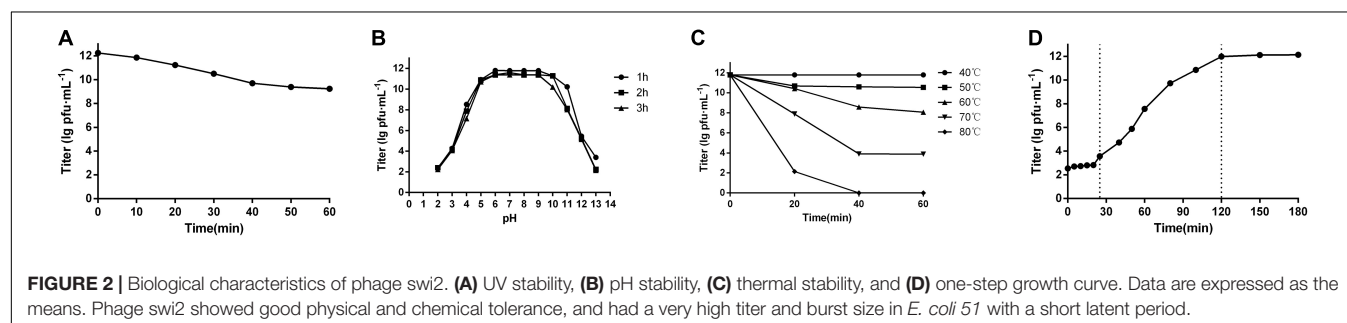 A
Titer (lg pfu·mL⁻¹)
12
10
8
6
4
2
0
0 10 20 30 40 50 60
Time(min)
B
Titer (lg pfu·mL⁻¹)
14
12
10
8
6
4
2
0
0 1 2 3 4 5 6 7 8 9 10 11 12 13 14
pH
1h
2h
3h
C
Titer (lg pfu·mL⁻¹)
12
10
8
6
4
2
0
0 20 40 60
Time(min)
40℃
50℃
60℃
70℃
80℃
D
Titer (lg pfu·mL⁻¹)
12
10
8
6
4
2
0
0 30 60 90 120 150 180
Time(min)
FIGURE 2 | Biological characteristics of phage swi2. (A) UV stability, (B) pH stability, (C) thermal stability, and (D) one-step growth curve. Data are expressed as the
means. Phage swi2 showed good physical and chemical tolerance, and had a very high titer and burst size in E. coli 51 with a short latent period.